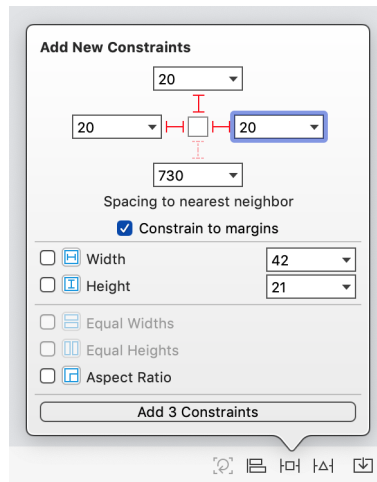 Add New Constraints
20
20 20
730
Spacing to nearest neighbor
Constrain to margins
Width 42
Height 21
Equal Widths
Equal Heights
Aspect Ratio
Add 3 Constraints